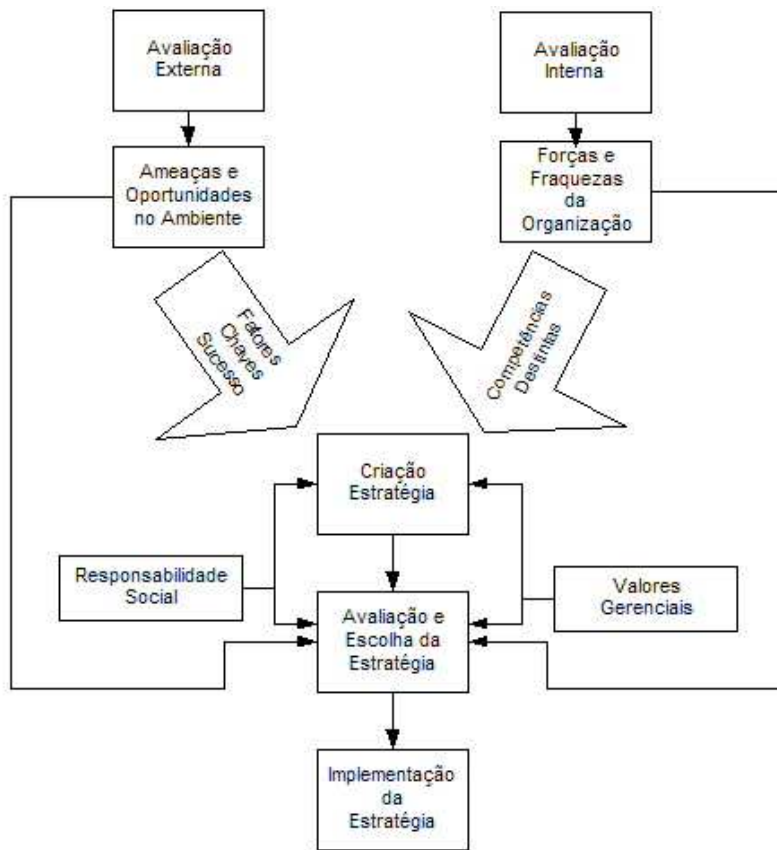 Avaliação
Externa
Avaliação
Interna
Ameaças e
Oportunidades
no Ambiente
Forças e
Fraquezas
da
Organização
Fatores
Chaves
Sucesso
Competências
Destintas
Criação
Estratégia
Responsabilidade
Social
Avaliação e
Escolha da
Estratégia
Valores
Gerenciais
Implementação
da
Estratégia